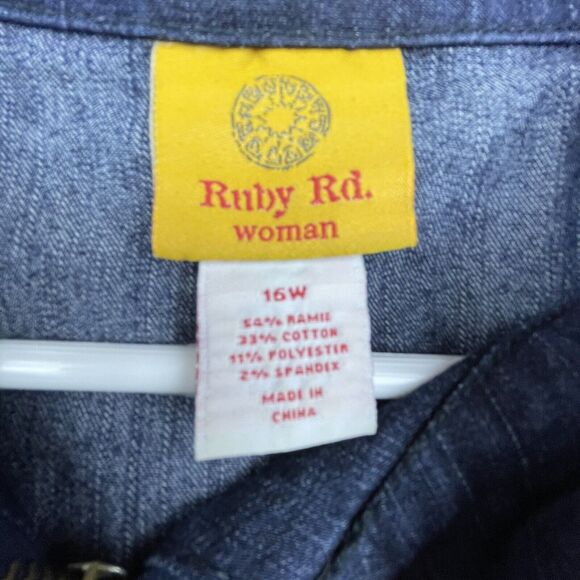 Ruby Rd.
woman
16W
54% RAMIE
33% COTTON
11% POLYESTER
2% SPANDEX
MADE IN
CHINA